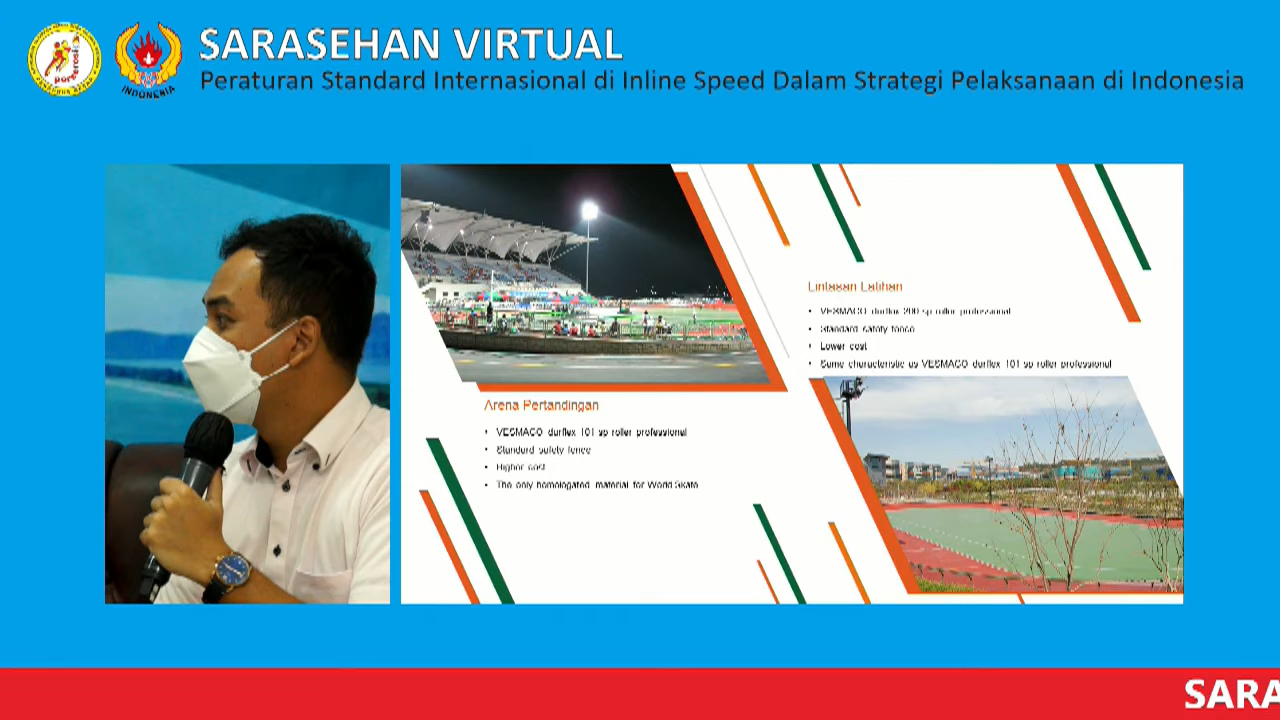 SARASEHAN VIRTUAL
Peraturan Standard Internasional di Inline Speed Dalam Strategi Pelaksanaan di Indonesia
INDONESIA
Lintasan Latihan
• VESMACO durflex 200 sp roller professional
• Standard safety fence
• Lower cost
• Same characteristic as VESMACO durflex 101 sp roller professional
Arena Pertandingan
• VESMACO durflex 101 sp roller professional
• Standard safety fence
• Higher cost
• The only homologated material for World Skate
SARA